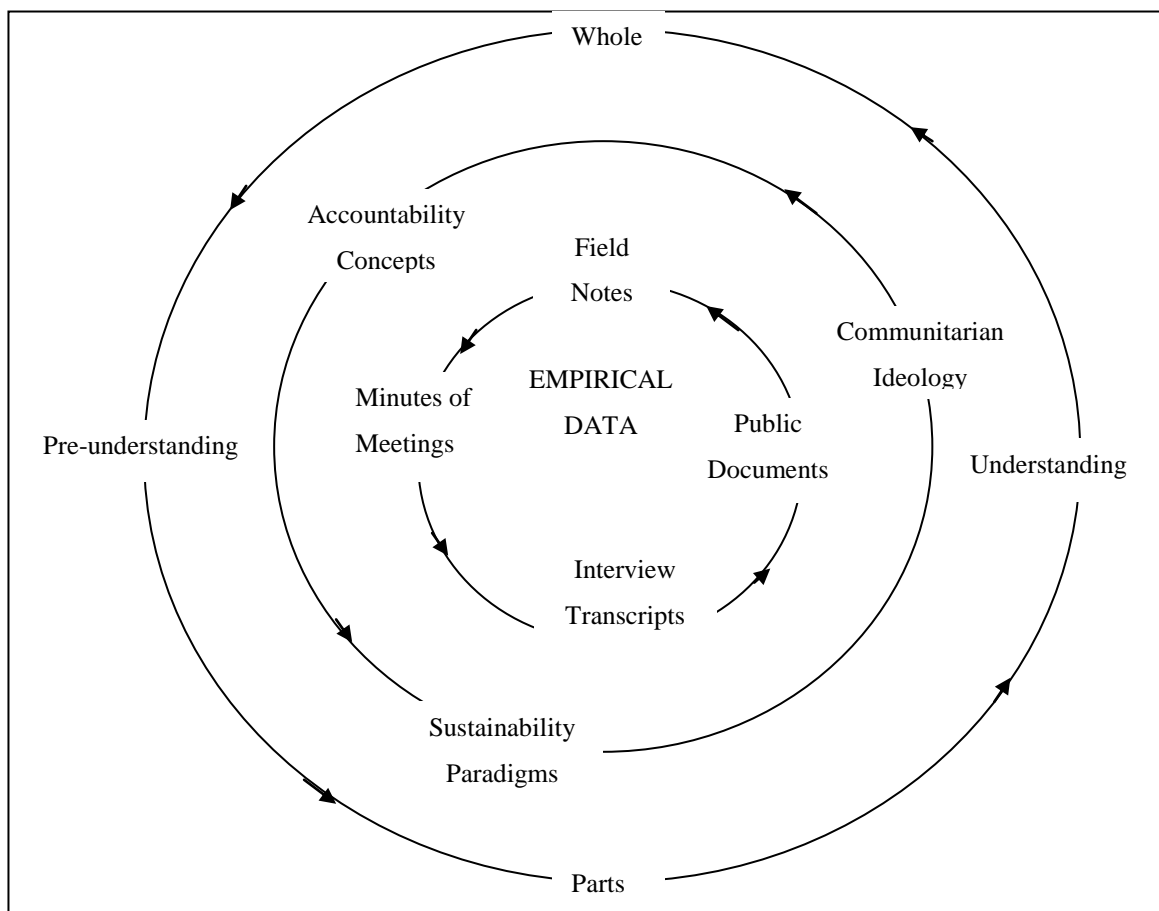 Whole
Accountability
Concepts
Field
Notes
Communitarian
Ideology
EMPIRICAL
DATA
Minutes of
Meetings
Public
Documents
Pre-understanding
Understanding
Interview
Transcripts
Sustainability
Paradigms
Parts